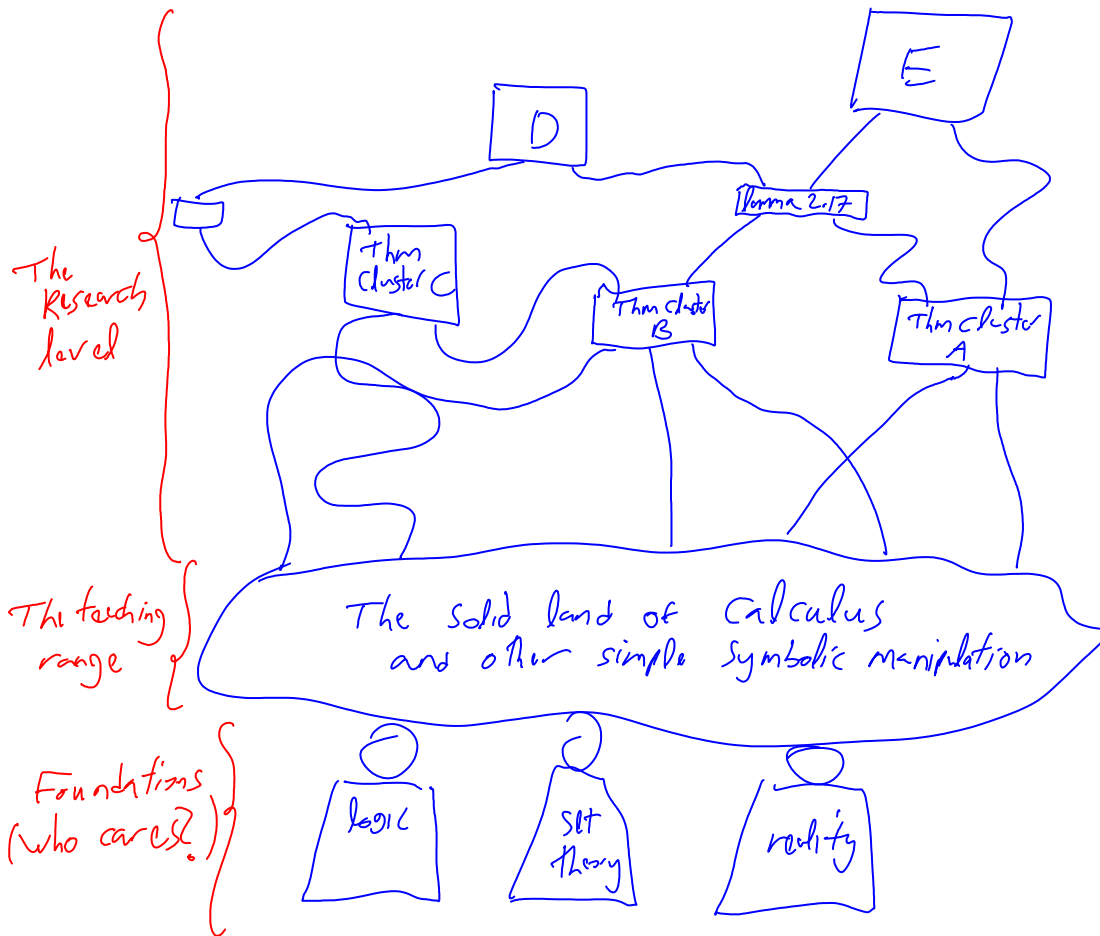 E
D
lemma 2.17
Thm
Cluster C
The
Research
level
Thm Cluster
B
Thm Cluster
A
The teaching
range
The solid land of Calculus
and other simple symbolic manipulation
Foundations
(who cares?)
logic
set
theory
reality